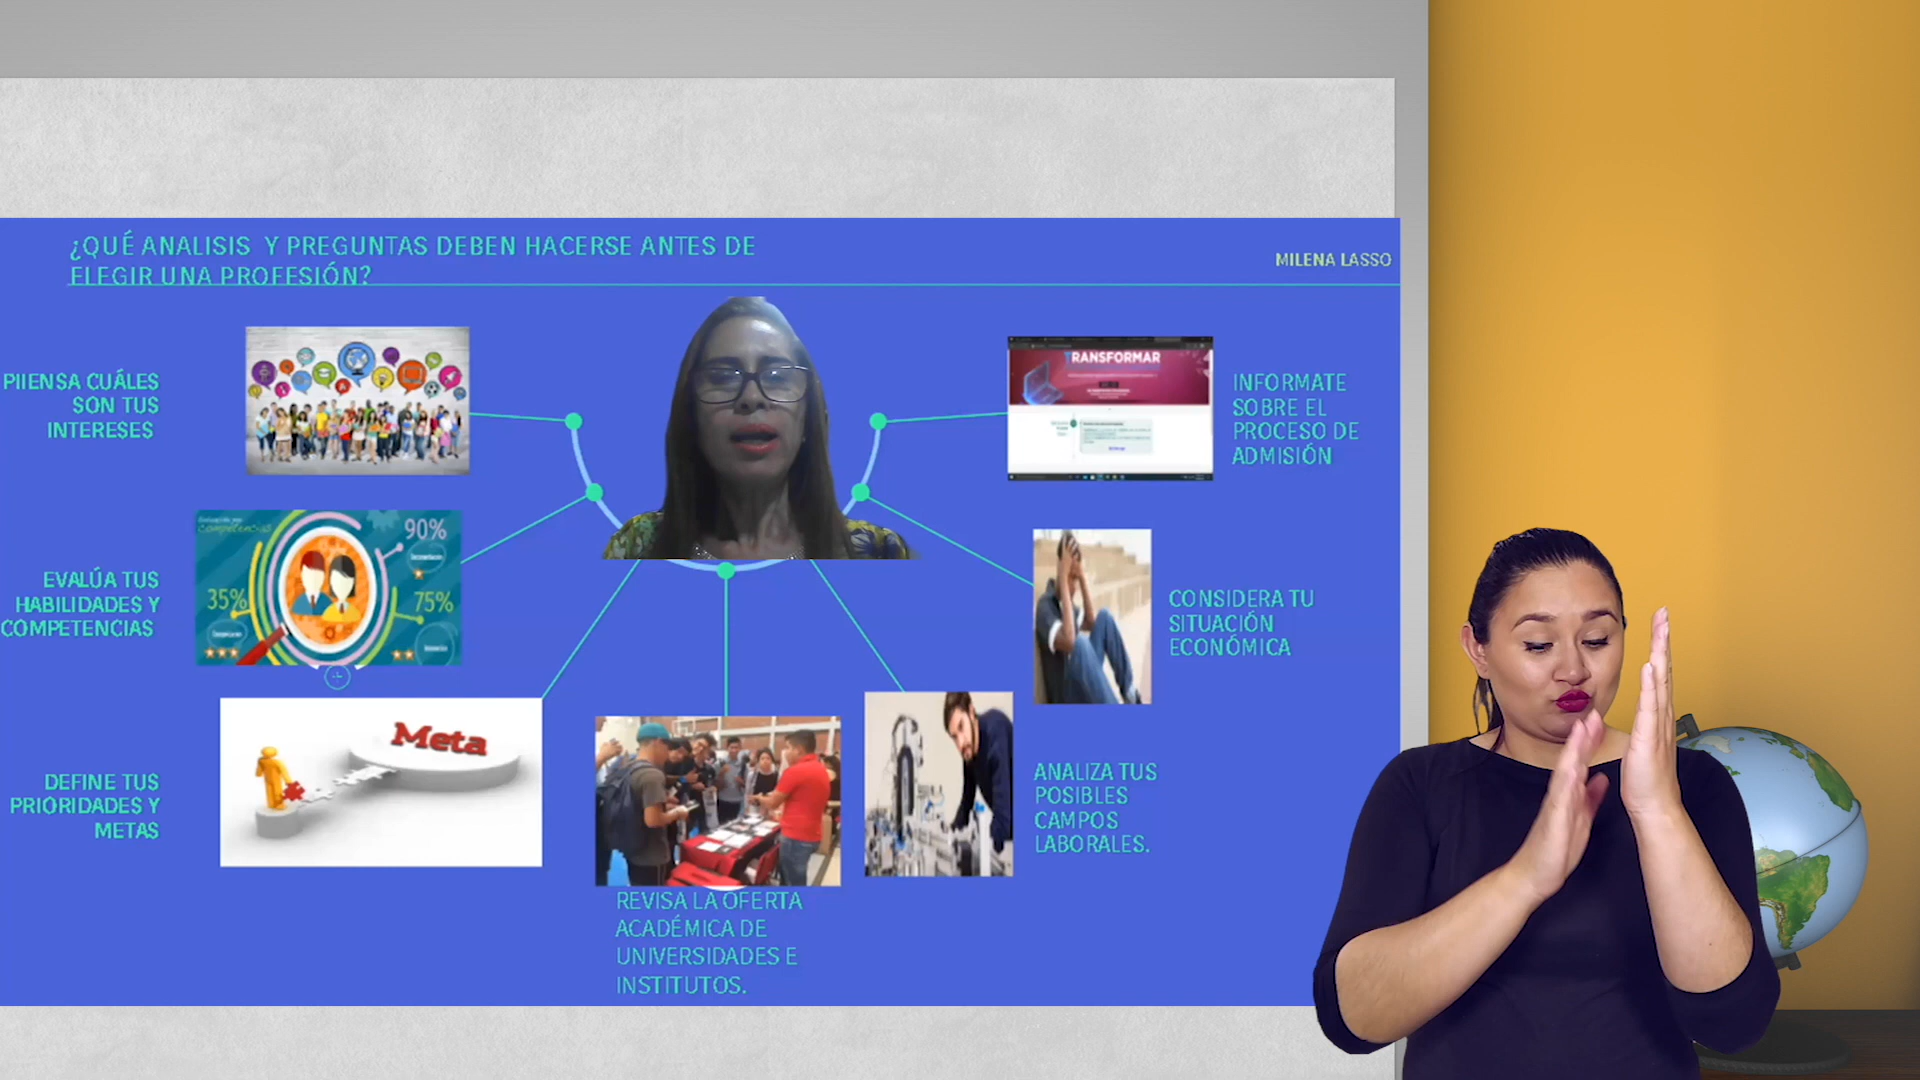 ¿QUÉ ANALISIS Y PREGUNTAS DEBEN HACERSE ANTES DE
ELEGIR UNA PROFESIÓN?
MILENA LASSO
PIIENSA CUÁLES
SON TUS
INTERESES
TRANSFORMAR
INFORMATE
SOBRE EL
PROCESO DE
ADMISIÓN
competencias
90%
35%
75%
EVALÚA TUS
HABILIDADES Y
COMPETENCIAS
CONSIDERA TU
SITUACIÓN
ECONÓMICA
Meta
DEFINE TUS
PRIORIDADES Y
METAS
ANALIZA TUS
POSIBLES
CAMPOS
LABORALES.
REVISA LA OFERTA
ACADÉMICA DE
UNIVERSIDADES E
INSTITUTOS.